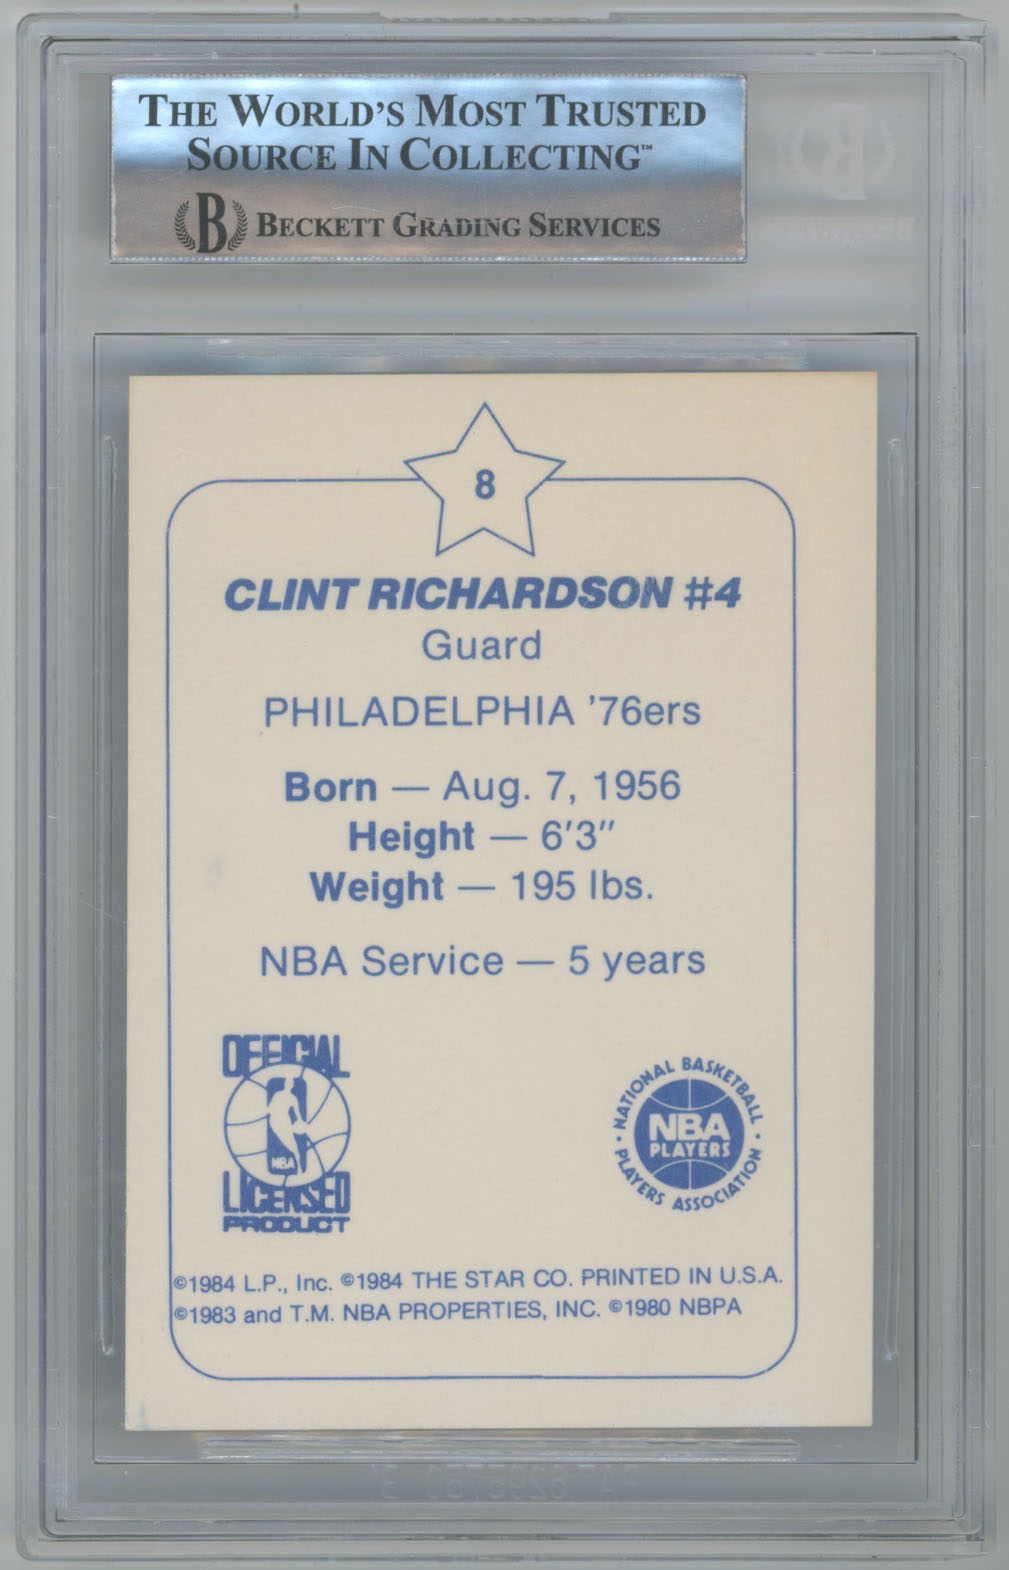 THE WORLD'S MOST TRUSTED
SOURCE IN COLLECTING™
B BECKETT GRADING SERVICES
8
CLINT RICHARDSON #4
Guard
PHILADELPHIA '76ers
Born — Aug. 7, 1956
Height — 6'3"
Weight — 195 lbs.
NBA Service — 5 years
OFFICIAL
NBA
LICENSED
PRODUCT
NATIONAL BASKETBALL
NBA
PLAYERS
PLAYERS ASSOCIATION
©1984 L.P., Inc. ©1984 THE STAR CO. PRINTED IN U.S.A.
©1983 and T.M. NBA PROPERTIES, INC. ©1980 NBPA